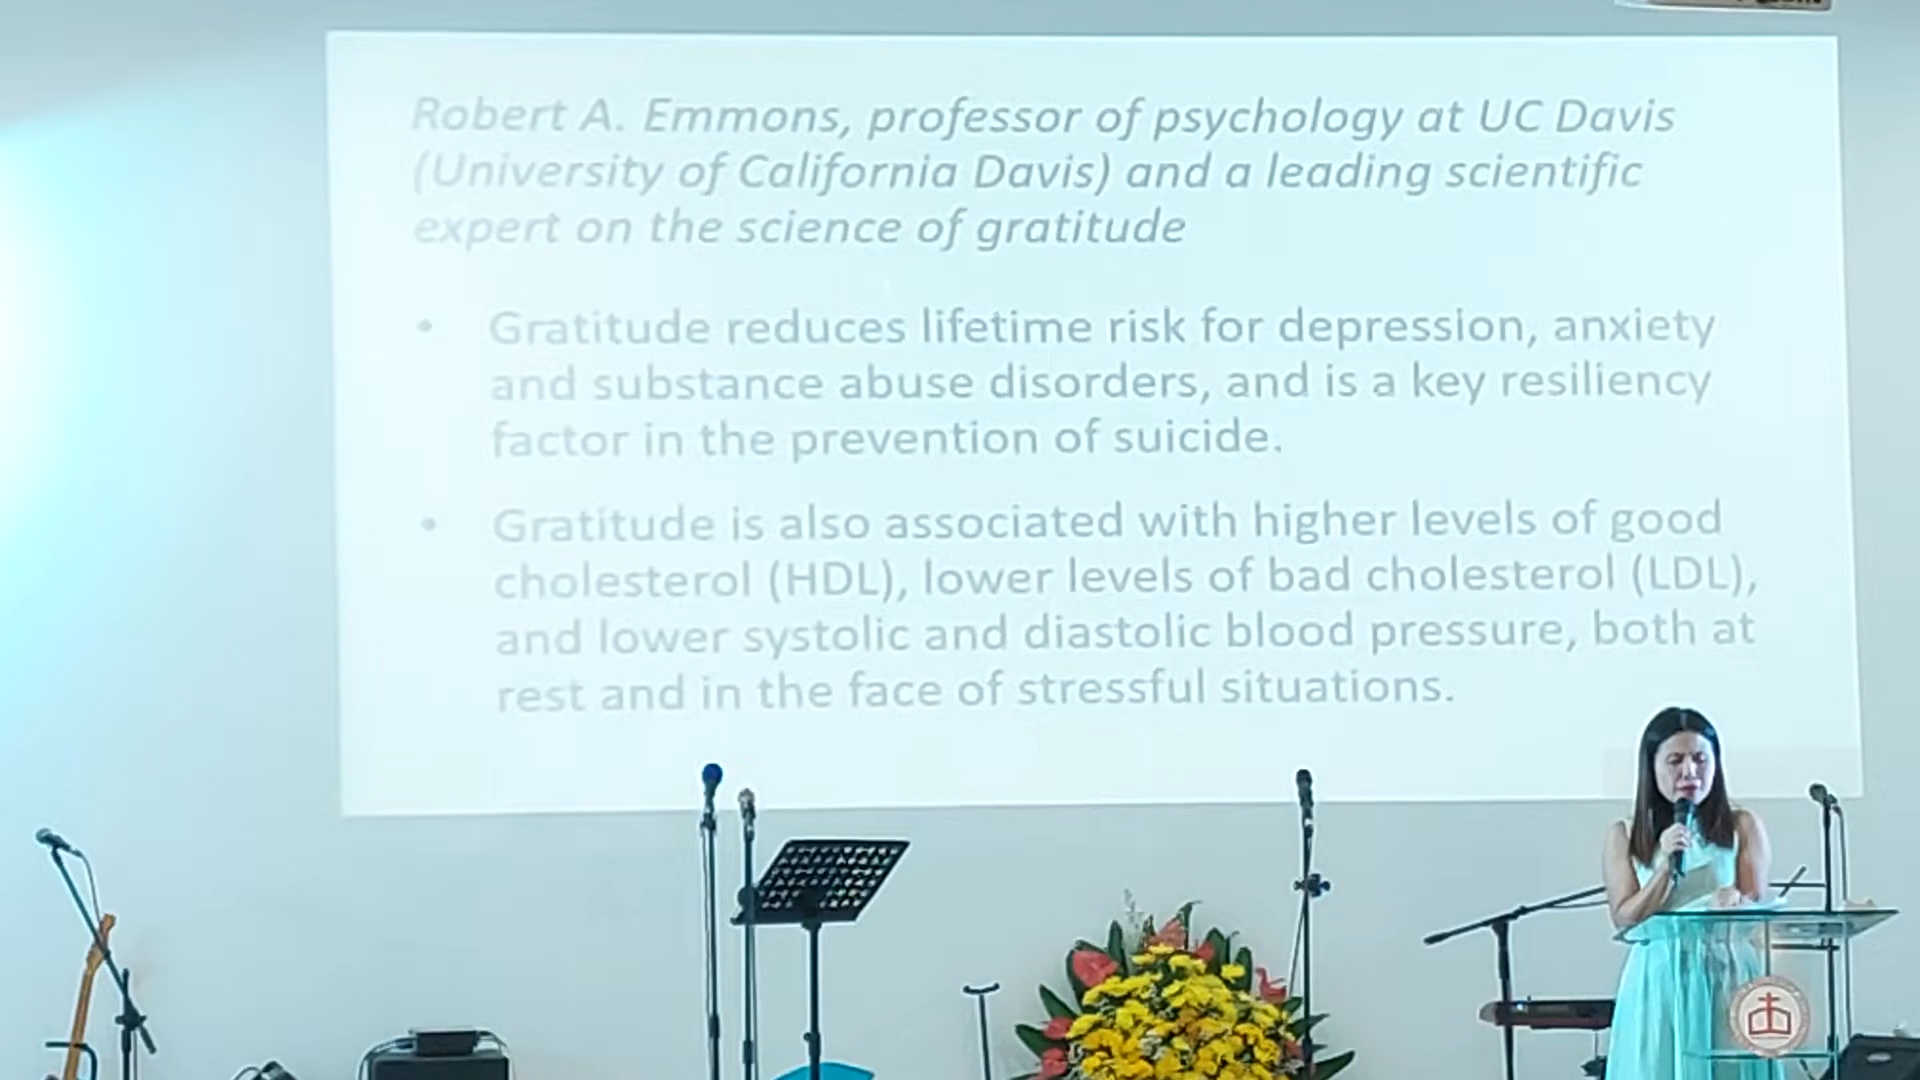 Robert A. Emmons, professor of psychology at UC Davis
(University of California Davis) and a leading scientific
expert on the science of gratitude
• Gratitude reduces lifetime risk for depression, anxiety
and substance abuse disorders, and is a key resiliency
factor in the prevention of suicide.
• Gratitude is also associated with higher levels of good
cholesterol (HDL), lower levels of bad cholesterol (LDL),
and lower systolic and diastolic blood pressure, both at
rest and in the face of stressful situations.